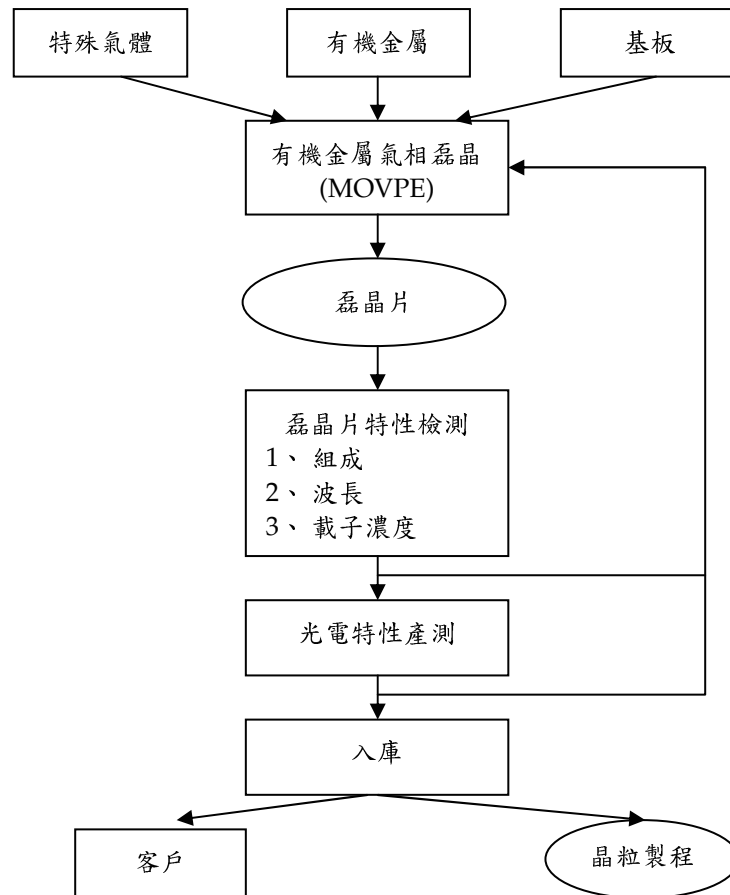 特殊氣體
有機金屬
基板
有機金屬氣相磊晶
(MOVPE)
磊晶片
磊晶片特性檢測
1、 組成
2、 波長
3、 載子濃度
光電特性產測
入庫
客戶
晶粒製程